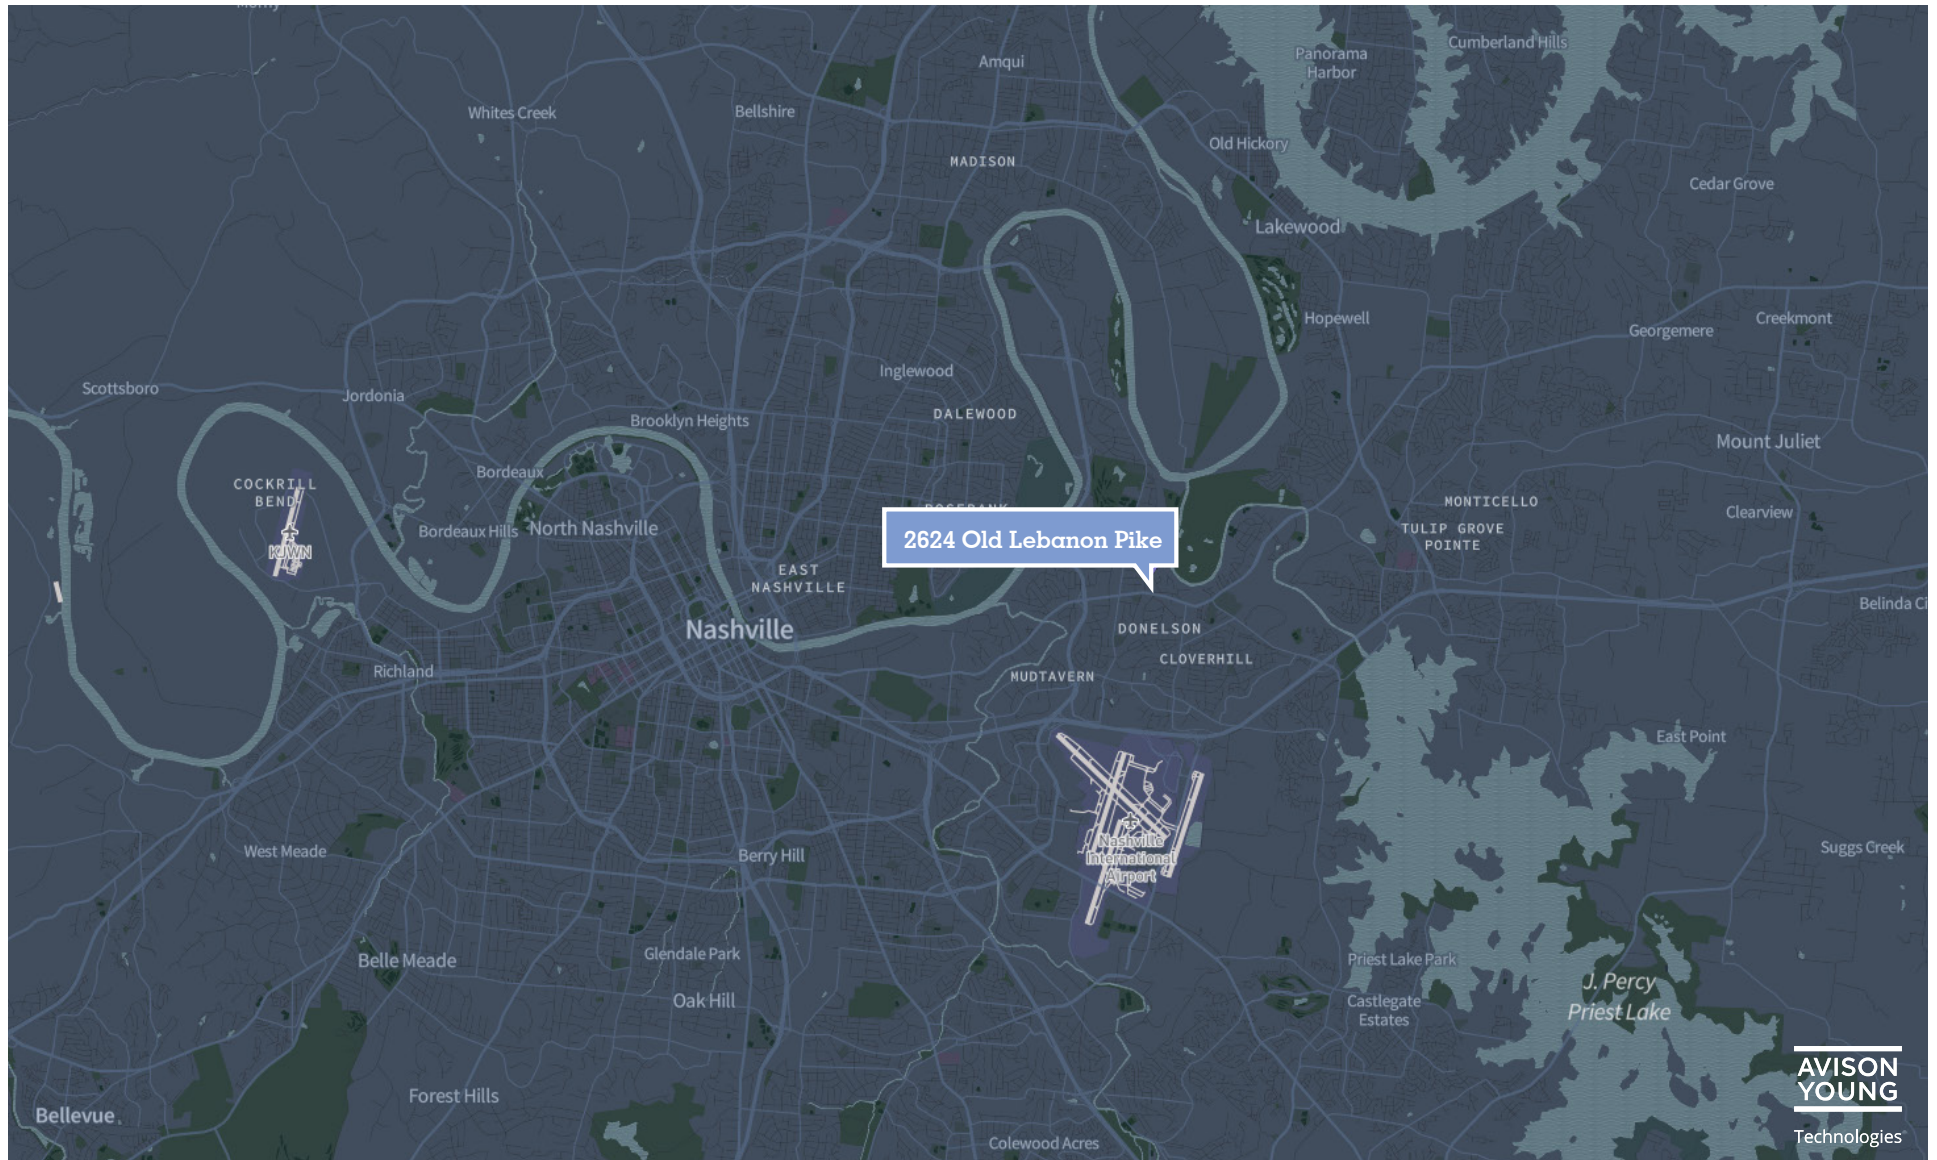 Amqui
Panorama
Harbor
Cumberland Hills
Whites Creek
Bellshire
Old Hickory
MADISON
Cedar Grove
Lakewood
Hopewell
Georgemere
Creekmont
Scottsboro
Jordonia
Inglewood
DALEWOOD
Brooklyn Heights
Mount Juliet
Bordeaux
COCKRILL
BEND
MONTICELLO
Clearview
Bordeaux Hills
North Nashville
TULIP GROVE
POINTE
2624 Old Lebanon Pike
KJWN
EAST
NASHVILLE
Nashville
DONELSON
Belinda Ci
CLOVERHILL
Richland
MUDTAVERN
East Point
Nashville
International
Airport
West Meade
Berry Hill
Suggs Creek
Belle Meade
Glendale Park
Priest Lake Park
Oak Hill
Castlegate
Estates
J. Percy
Priest Lake
Forest Hills
Bellevue
Colewood Acres
AVISON
YOUNG
Technologies